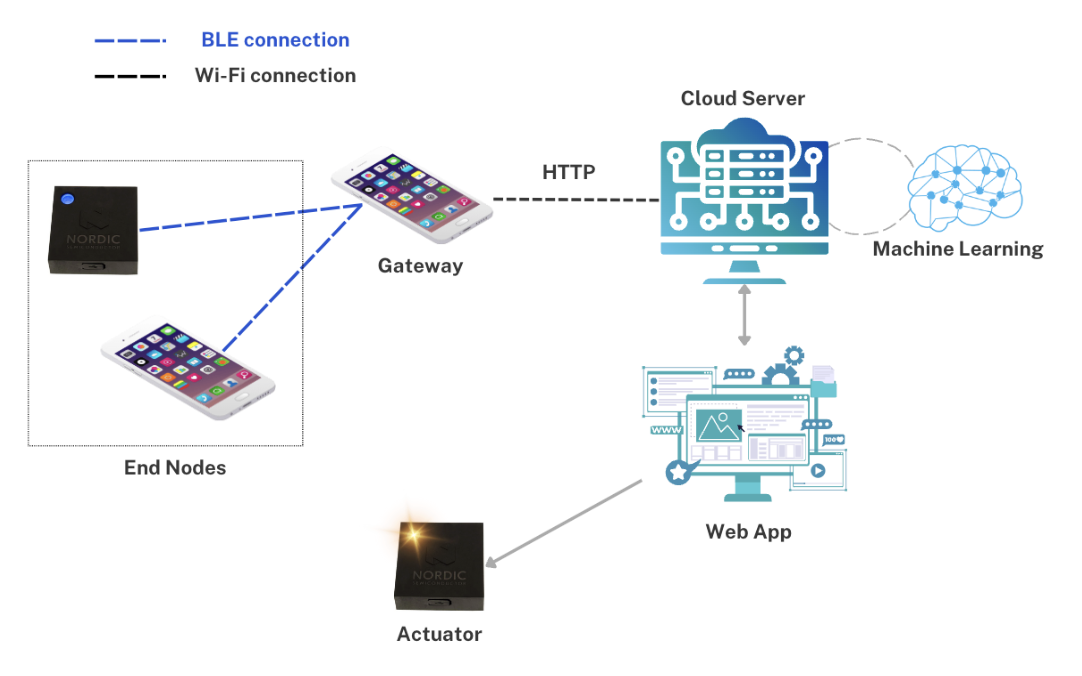 BLE connection
Wi-Fi connection
Cloud Server
HTTP
NORDIC
Machine Learning
Gateway
WWW
100
End Nodes
Web App
NORDIC
Actuator